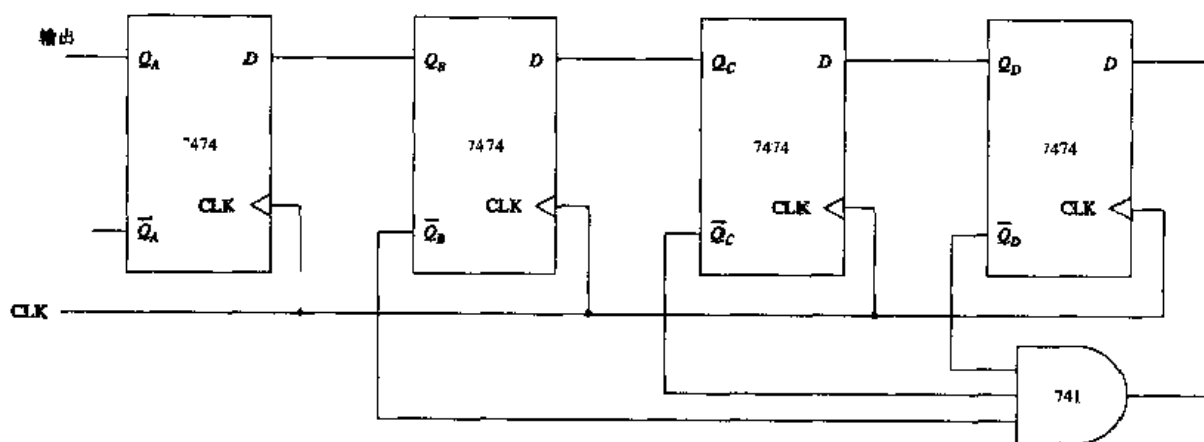 输出
Q_A D Q_B D Q_C D Q_D D
7474 7474 7474 7474
CLK CLK CLK CLK
Q̅_A Q̅_B Q̅_C Q̅_D
CLK
741